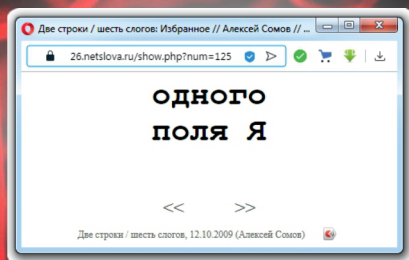 Две строки / шесть слогов: Избранное // Алексей Сомов // ...
26.netslova.ru/show.php?num=125
одного
поля Я
<< >>
Две строки / шесть слогов, 12.10.2009 (Алексей Сомов)